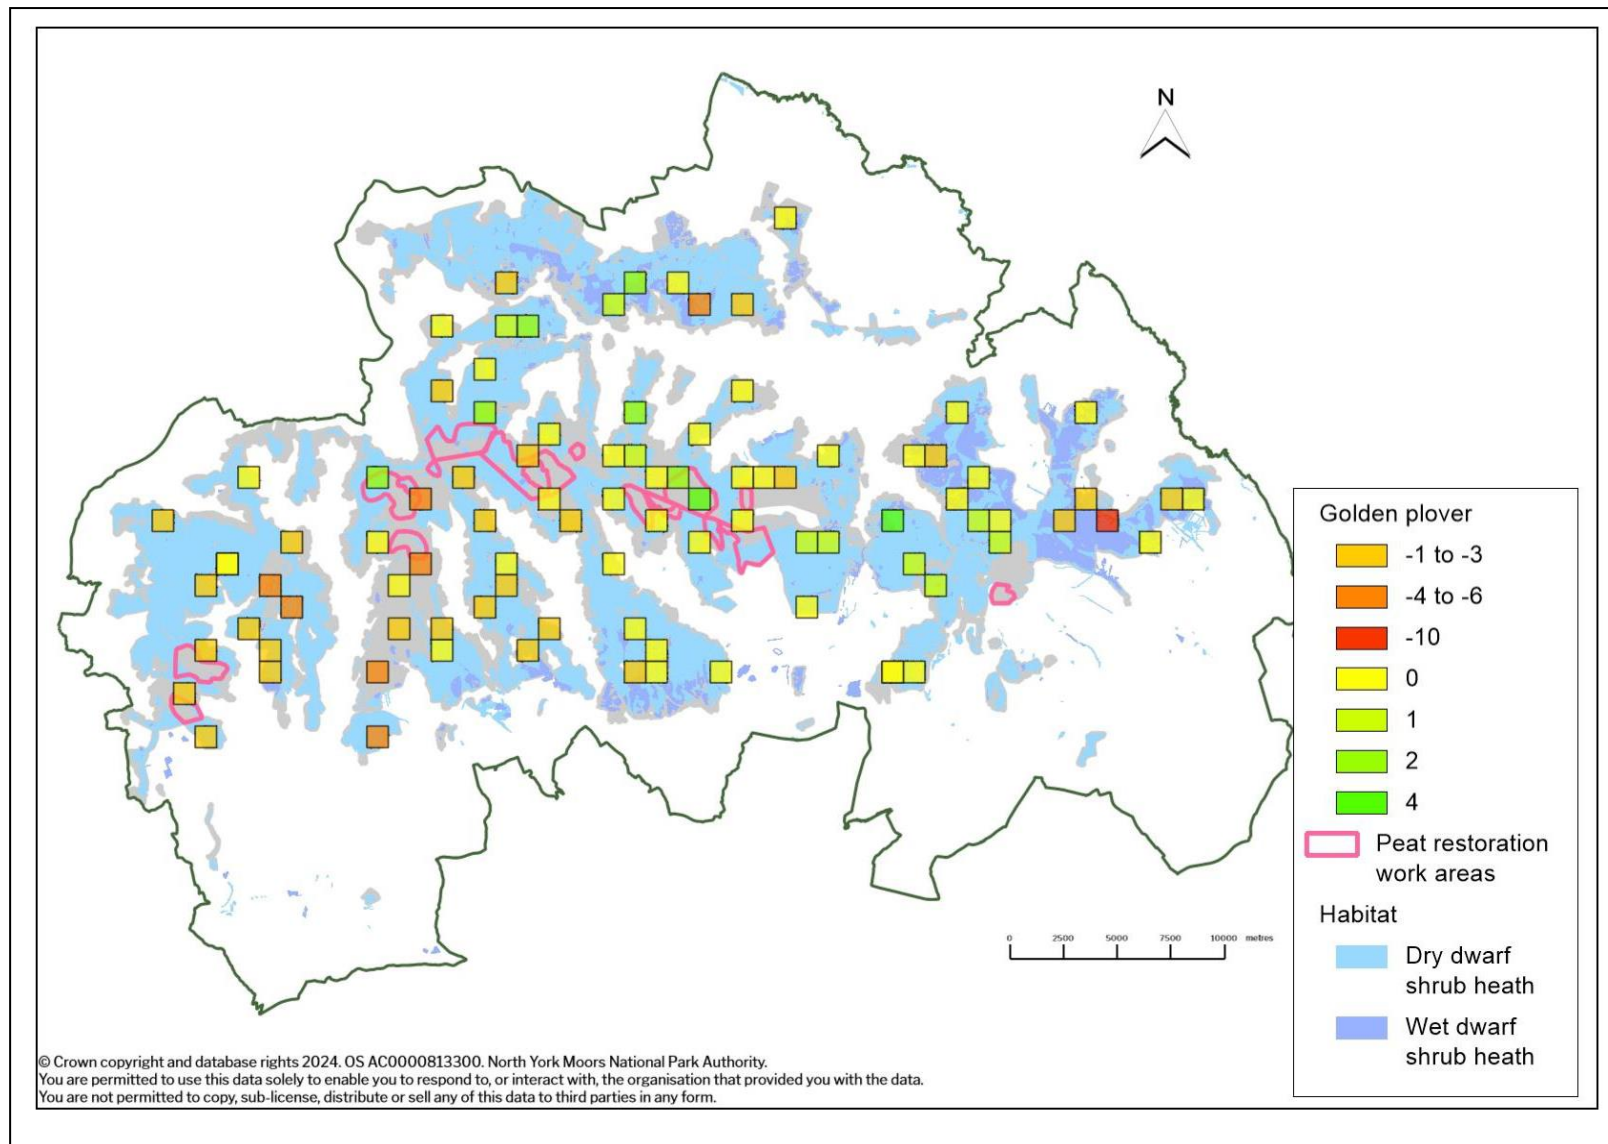 N
Golden plover
-1 to -3
-4 to -6
-10
0
1
2
4
Peat restoration
work areas
Habitat
Dry dwarf
shrub heath
Wet dwarf
shrub heath
0 2500 5000 7500 10000 metres
© Crown copyright and database rights 2024. OS AC0000813300. North York Moors National Park Authority.
You are permitted to use this data solely to enable you to respond to, or interact with, the organisation that provided you with the data.
You are not permitted to copy, sub-license, distribute or sell any of this data to third parties in any form.